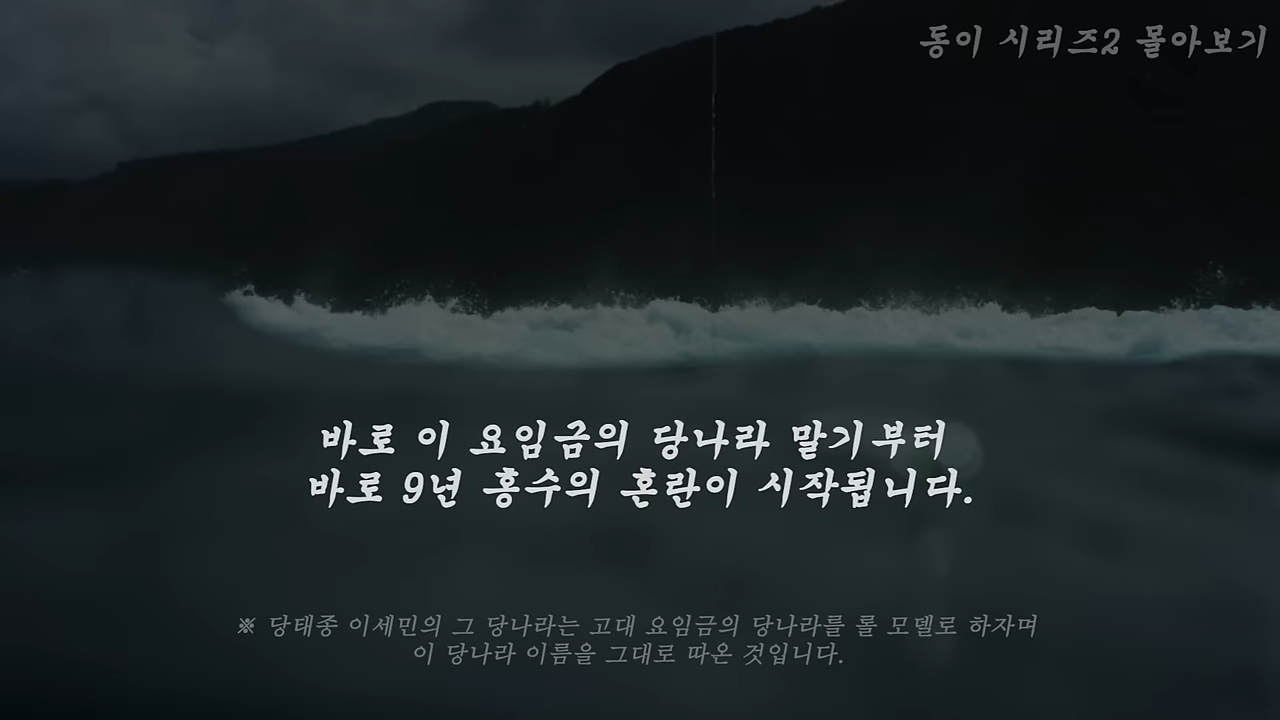 동이 시리즈2 몰아보기
바로 이 요임금의 당나라 말기부터
바로 9년 홍수의 혼란이 시작됩니다.
※ 당태종 이세민의 그 당나라는 고대 요임금의 당나라를 롤 모델로 하자며
이 당나라 이름을 그대로 따온 것입니다.